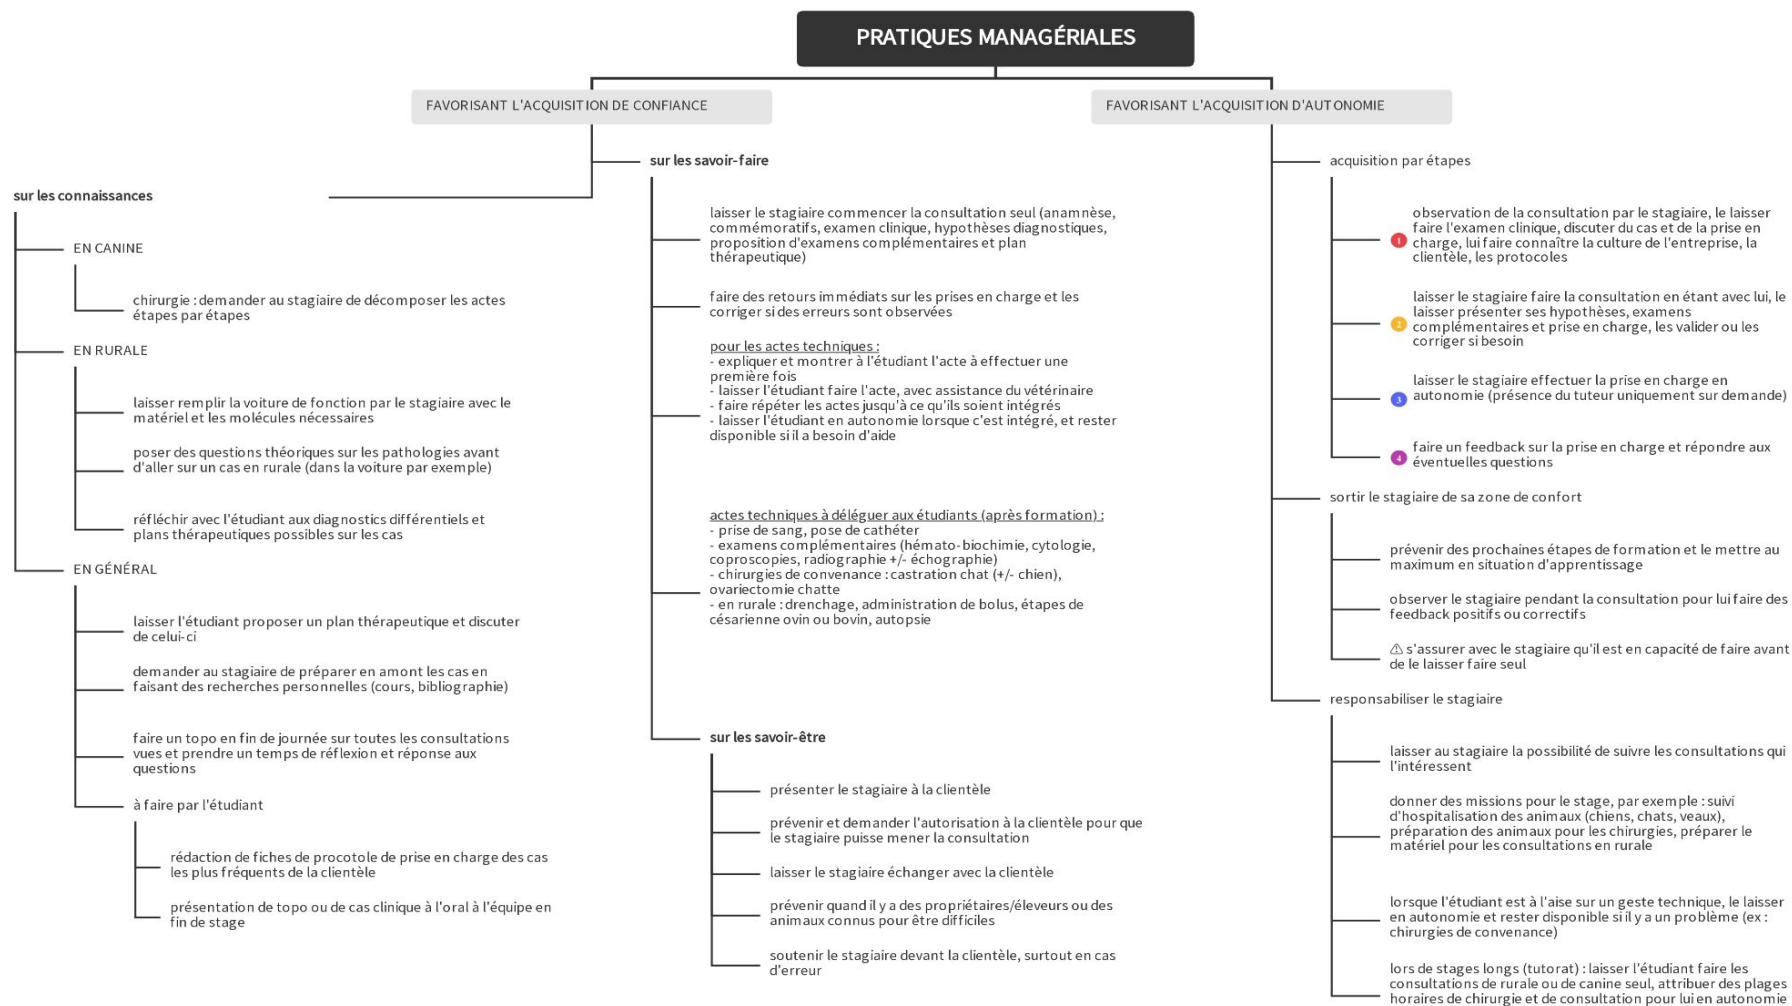 PRATIQUES MANAGÉRIALES
FAVORISANT L'ACQUISITION DE CONFIANCE
sur les connaissances
EN CANINE
chirurgie : demander au stagiaire de décomposer les actes
étapes par étapes
EN RURALE
laisser remplir la voiture de fonction par le stagiaire avec le
matériel et les molécules nécessaires
poser des questions théoriques sur les pathologies avant
d'aller sur un cas en rurale (dans la voiture par exemple)
réfléchir avec l'étudiant aux diagnostics différentiels et
plans thérapeutiques possibles sur les cas
EN GÉNÉRAL
laisser l'étudiant proposer un plan thérapeutique et discuter
de celui-ci
demander au stagiaire de préparer en amont les cas en
faisant des recherches personnelles (cours, bibliographie)
faire un topo en fin de journée sur toutes les consultations
vues et prendre un temps de réflexion et réponse aux
questions
à faire par l'étudiant
rédaction de fiches de procotole de prise en charge des cas
les plus fréquents de la clientèle
présentation de topo ou de cas clinique à l'oral à l'équipe en
fin de stage
sur les savoir-faire
laisser le stagiaire commencer la consultation seul (anamnèse,
commémoratifs, examen clinique, hypothèses diagnostiques,
proposition d'examens complémentaires et plan
thérapeutique)
faire des retours immédiats sur les prises en charge et les
corriger si des erreurs sont observées
pour les actes techniques :
- expliquer et montrer à l'étudiant l'acte à effectuer une
première fois
- laisser l'étudiant faire l'acte, avec assistance du vétérinaire
- faire répéter les actes jusqu'à ce qu'ils soient intégrés
- laisser l'étudiant en autonomie lorsque c'est intégré, et rester
disponible si il a besoin d'aide
actes techniques à déléguer aux étudiants (après formation) :
- prise de sang, pose de cathéter
- examens complémentaires (hémato-biochimie, cytologie,
coproscopies, radiographie +/- échographie)
- chirurgies de convenance : castration chat (+/- chien),
ovariectomie chatte
- en rurale : drenchage, administration de bolus, étapes de
césarienne ovin ou bovin, autopsie
sur les savoir-être
présenter le stagiaire à la clientèle
prévenir et demander l'autorisation à la clientèle pour que
le stagiaire puisse mener la consultation
laisser le stagiaire échanger avec la clientèle
prévenir quand il y a des propriétaires/éleveurs ou des
animaux connus pour être difficiles
soutenir le stagiaire devant la clientèle, surtout en cas
d'erreur
FAVORISANT L'ACQUISITION D'AUTONOMIE
acquisition par étapes
observation de la consultation par le stagiaire, le laisser
faire l'examen clinique, discuter du cas et de la prise en
1 charge, lui faire connaître la culture de l'entreprise, la
clientèle, les protocoles
laisser le stagiaire faire la consultation en étant avec lui, le
laisser présenter ses hypothèses, examens
2 complémentaires et prise en charge, les valider ou les
corriger si besoin
laisser le stagiaire effectuer la prise en charge en
3 autonomie (présence du tuteur uniquement sur demande)
4 faire un feedback sur la prise en charge et répondre aux
éventuelles questions
sortir le stagiaire de sa zone de confort
prévenir des prochaines étapes de formation et le mettre au
maximum en situation d'apprentissage
observer le stagiaire pendant la consultation pour lui faire des
feedback positifs ou correctifs
⚠ s'assurer avec le stagiaire qu'il est en capacité de faire avant
de le laisser faire seul
responsabiliser le stagiaire
laisser au stagiaire la possibilité de suivre les consultations qui
l'intéressent
donner des missions pour le stage, par exemple : suivi
d'hospitalisation des animaux (chiens, chats, veaux),
préparation des animaux pour les chirurgies, préparer le
matériel pour les consultations en rurale
lorsque l'étudiant est à l'aise sur un geste technique, le laisser
en autonomie et rester disponible si il y a un problème (ex :
chirurgies de convenance)
lors de stages longs (tutorat) : laisser l'étudiant faire les
consultations de rurale ou de canine seul, attribuer des plages
horaires de chirurgie et de consultation pour lui en autonomie